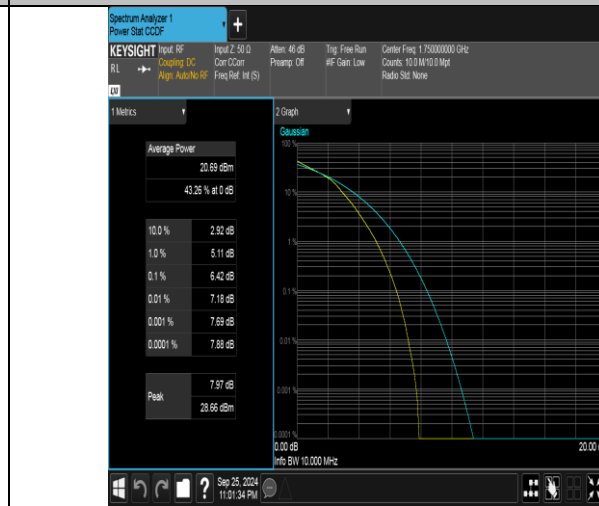 Spectrum Analyzer 1
Power Stat CCDF
+
KEYSIGHT Input: RF Input Z: 50 Ω Atten: 46 dB Trig: Free Run Center Freq: 1.750000000 GHz
RL Coupling: DC Corr CCorr Preamp: Off #IF Gain: Low Counts: 10.0 M/10.0 Mpt
Align: Auto/No RF Freq Ref: Int (S) Radio Std: None
LXI
1 Metrics
2 Graph
Average Power
20.69 dBm
43.26 % at 0 dB
10.0 % 2.92 dB
1.0 % 5.11 dB
0.1 % 6.42 dB
0.01 % 7.18 dB
0.001 % 7.69 dB
0.0001 % 7.88 dB
Peak 7.97 dB
28.66 dBm
Gaussian
100 %
10 %
1 %
0.1 %
0.01 %
0.001 %
0.0001 %
0.00 dB 20.00
Info BW 10.000 MHz
? Sep 25, 2024
11:01:34 PM